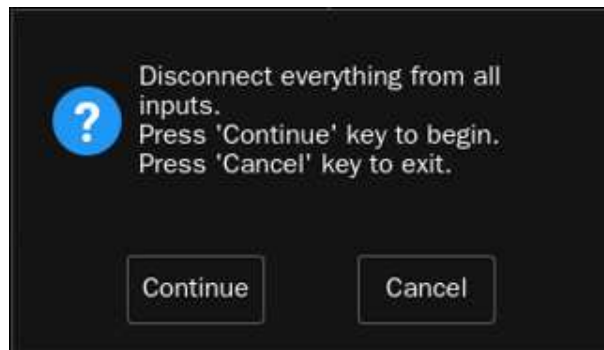 Disconnect everything from all
inputs.
Press 'Continue' key to begin.
Press 'Cancel' key to exit.
Continue
Cancel